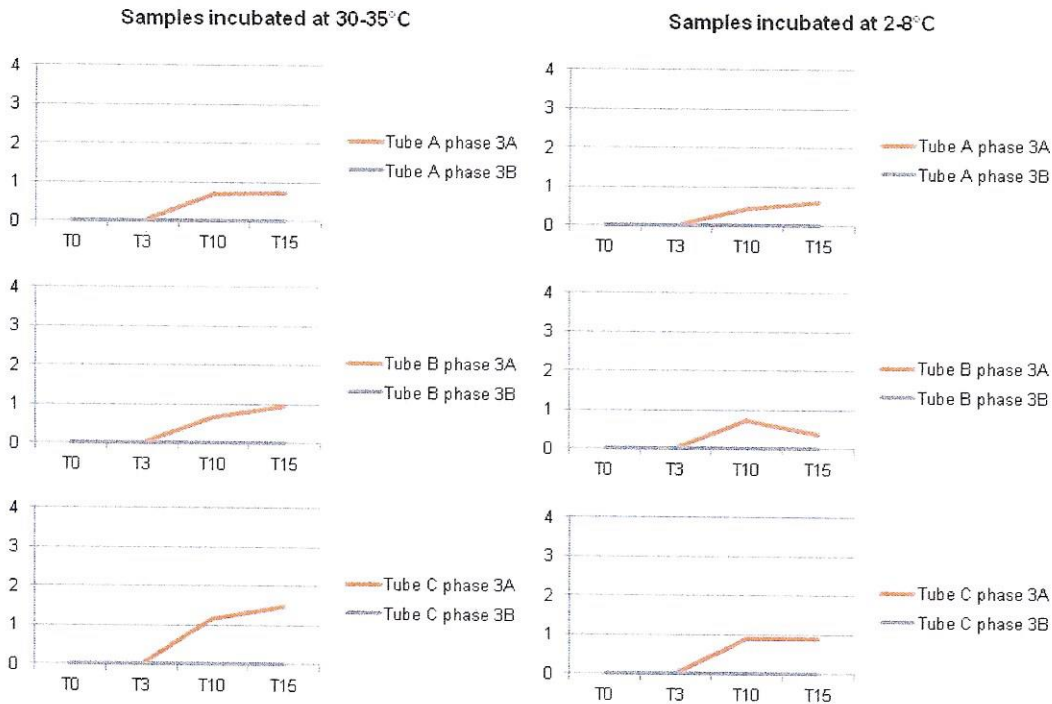 Samples incubated at 30-35°C
4
3
2
1
0
T0 T3 T10 T15
Tube A phase 3A
Tube A phase 3B
4
3
2
1
0
T0 T3 T10 T15
Tube B phase 3A
Tube B phase 3B
4
3
2
1
0
T0 T3 T10 T15
Tube C phase 3A
Tube C phase 3B
Samples incubated at 2-8°C
4
3
2
1
0
T0 T3 T10 T15
Tube A phase 3A
Tube A phase 3B
4
3
2
1
0
T0 T3 T10 T15
Tube B phase 3A
Tube B phase 3B
4
3
2
1
0
T0 T3 T10 T15
Tube C phase 3A
Tube C phase 3B